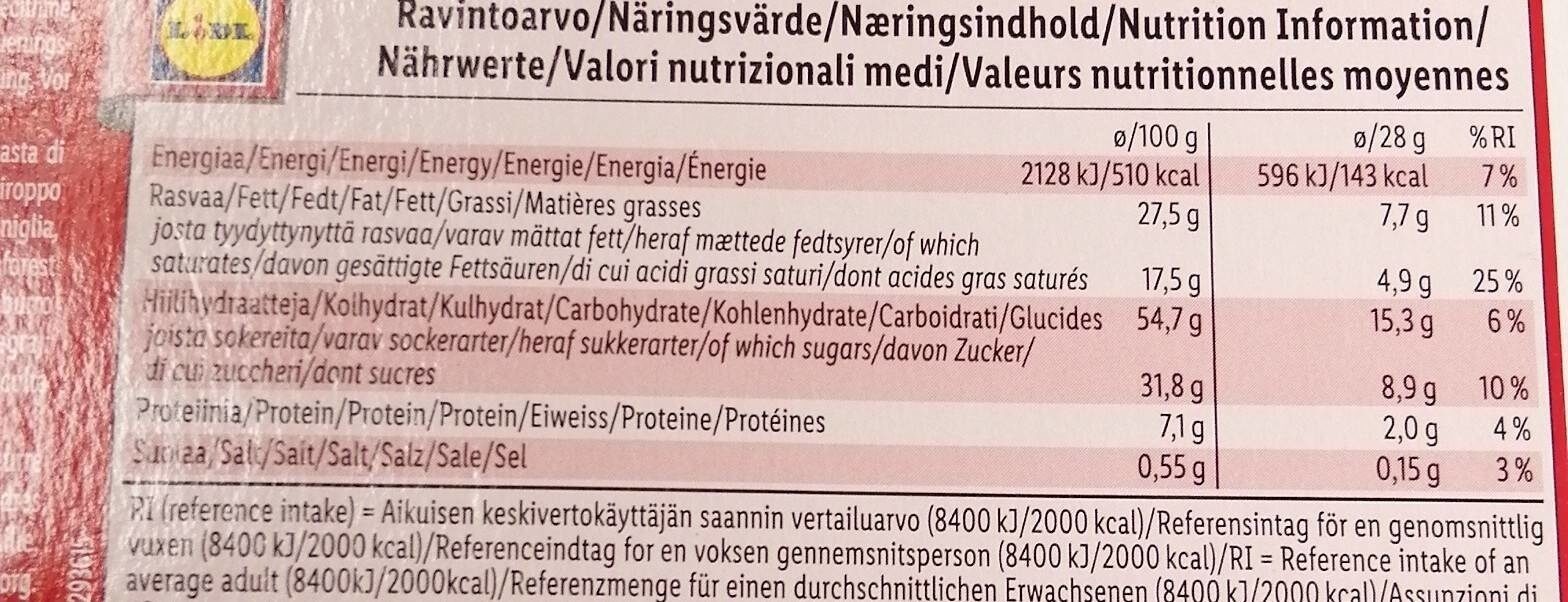 LIDL
Ravintoarvo/Näringsvärde/Næringsindhold/Nutrition Information/
Nährwerte/Valori nutrizionali medi/Valeurs nutritionnelles moyennes
ø/100 g ø/28 g % RI
Energiaa/Energi/Energi/Energy/Energie/Energia/Énergie 2128 kJ/510 kcal 596 kJ/143 kcal 7 %
Rasvaa/Fett/Fedt/Fat/Fett/Grassi/Matières grasses 27,5 g 7,7 g 11 %
josta tyydyttynyttä rasvaa/varav mättat fett/heraf mættede fedtsyrer/of which
saturates/davon gesättigte Fettsäuren/di cui acidi grassi saturi/dont acides gras saturés 17,5 g 4,9 g 25 %
Hiilihydraatteja/Kolhydrat/Kulhydrat/Carbohydrate/Kohlenhydrate/Carboidrati/Glucides 54,7 g 15,3 g 6 %
joista sokereita/varav sockerarter/heraf sukkerarter/of which sugars/davon Zucker/
di cui zuccheri/dont sucres 31,8 g 8,9 g 10 %
Proteiinia/Protein/Protein/Protein/Eiweiss/Proteine/Protéines 7,1 g 2,0 g 4 %
Suolaa/Salt/Salt/Salt/Salz/Sale/Sel 0,55 g 0,15 g 3 %
RI (reference intake) = Aikuisen keskivertokäyttäjän saannin vertailuarvo (8400 kJ/2000 kcal)/Referensintag för en genomsnittlig
vuxen (8400 kJ/2000 kcal)/Referenceindtag for en voksen gennemsnitsperson (8400 kJ/2000 kcal)/RI = Reference intake of an
average adult (8400kJ/2000kcal)/Referenzmenge für einen durchschnittlichen Erwachsenen (8400 kJ/2000 kcal)/Assunzioni di
asta di
iroppo
niglia,